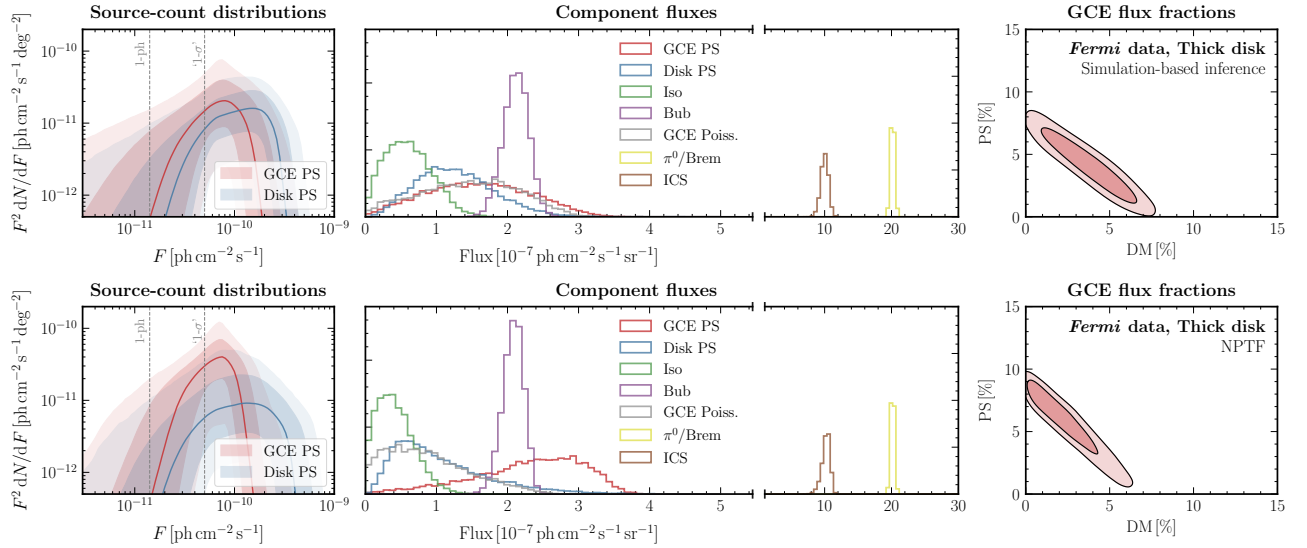 Source-count distributions
Component fluxes
GCE flux fractions
F² dN/dF [ph cm⁻² s⁻¹ deg⁻²]
10⁻¹⁰
10⁻¹¹
10⁻¹²
1-ph
'1-σ'
GCE PS
Disk PS
10⁻¹¹ 10⁻¹⁰ 10⁻⁹
F [ph cm⁻² s⁻¹]
GCE PS
Disk PS
Iso
Bub
GCE Poiss.
π⁰/Brem
ICS
0 1 2 3 4 5
10 20 30
Flux [10⁻⁷ ph cm⁻² s⁻¹ sr⁻¹]
PS [%]
15
10
5
0
Fermi data, Thick disk
Simulation-based inference
0 5 10 15
DM [%]
Source-count distributions
Component fluxes
GCE flux fractions
F² dN/dF [ph cm⁻² s⁻¹ deg⁻²]
10⁻¹⁰
10⁻¹¹
10⁻¹²
1-ph
'1-σ'
GCE PS
Disk PS
10⁻¹¹ 10⁻¹⁰ 10⁻⁹
F [ph cm⁻² s⁻¹]
GCE PS
Disk PS
Iso
Bub
GCE Poiss.
π⁰/Brem
ICS
0 1 2 3 4 5
10 20 30
Flux [10⁻⁷ ph cm⁻² s⁻¹ sr⁻¹]
PS [%]
15
10
5
0
Fermi data, Thick disk
NPTF
0 5 10 15
DM [%]